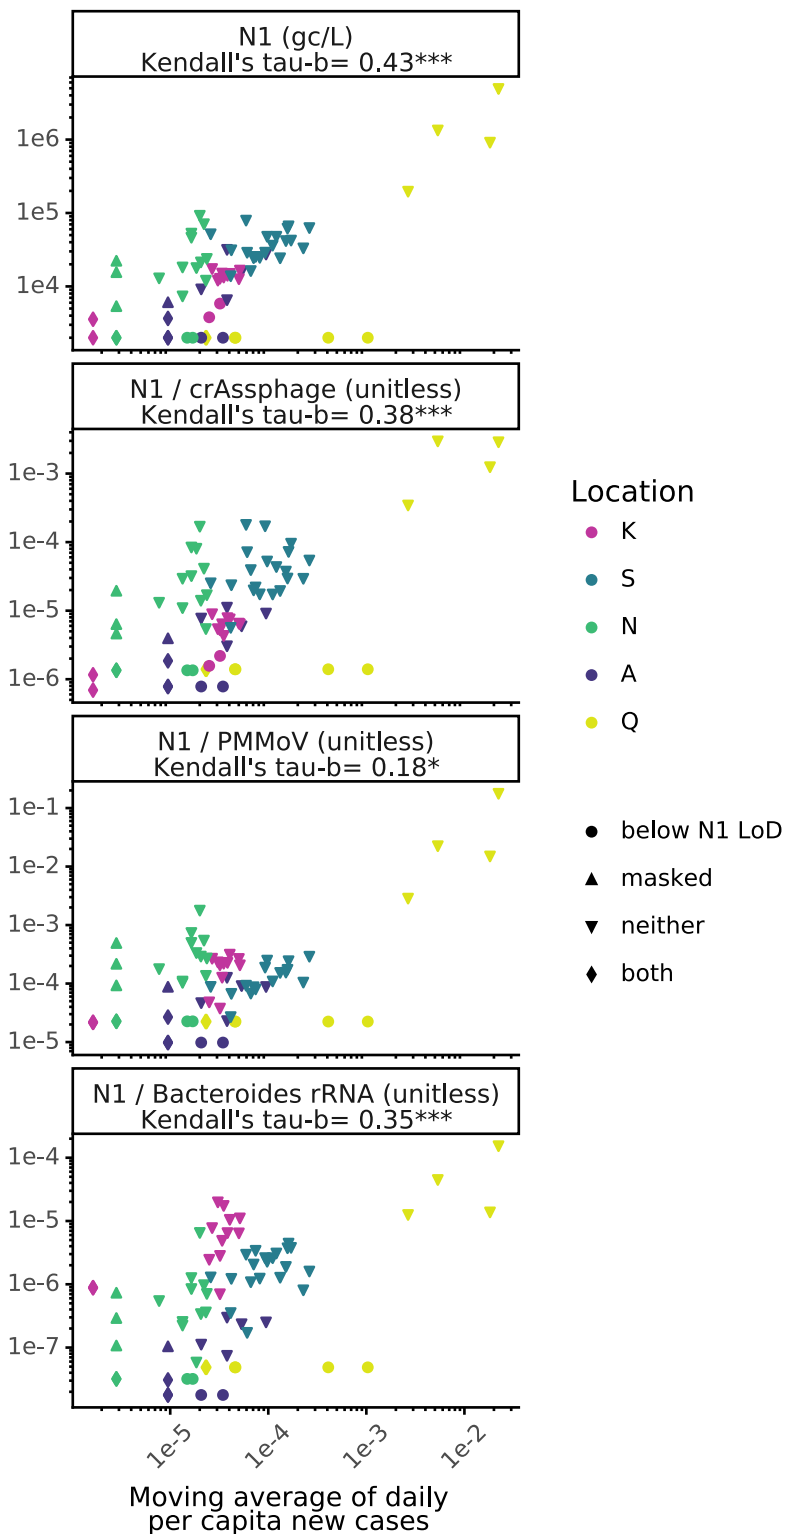 N1 (gc/L)
Kendall's tau-b= 0.43***
1e6
1e5
1e4
N1 / crAssphage (unitless)
Kendall's tau-b= 0.38***
1e-3
1e-4
1e-5
1e-6
N1 / PMMoV (unitless)
Kendall's tau-b= 0.18*
1e-1
1e-2
1e-3
1e-4
1e-5
N1 / Bacteroides rRNA (unitless)
Kendall's tau-b= 0.35***
1e-4
1e-5
1e-6
1e-7
1e-5
1e-4
1e-3
1e-2
Moving average of daily
per capita new cases
Location
K
S
N
A
Q
below N1 LoD
masked
neither
both